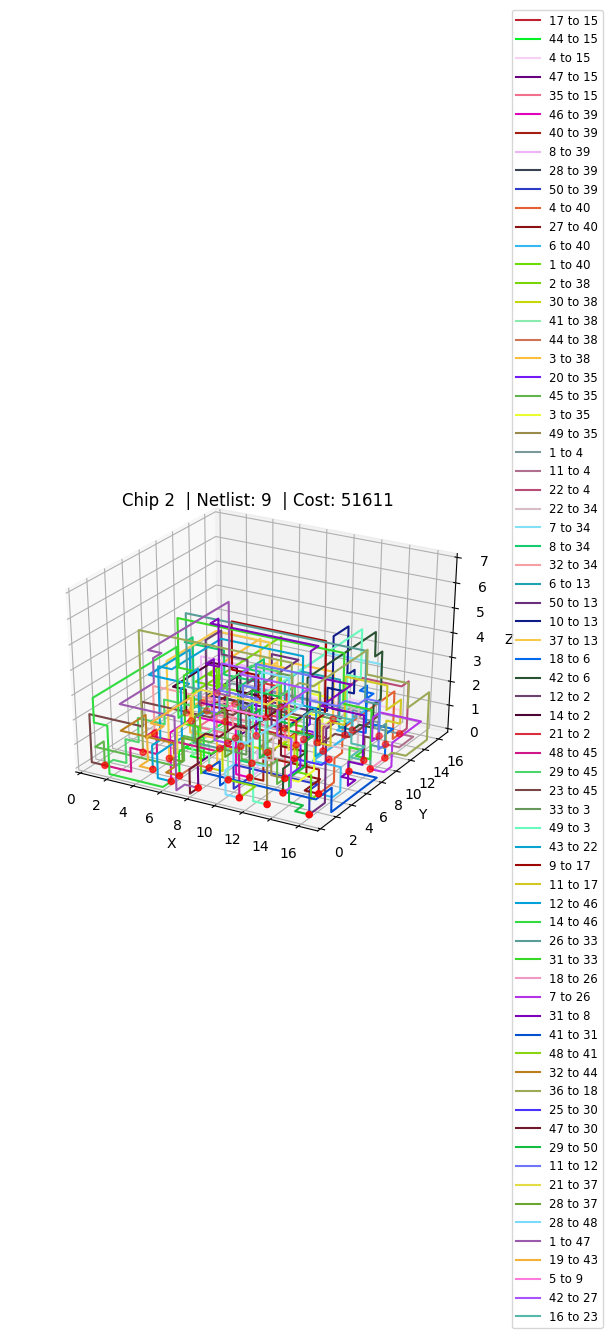 17 to 15
44 to 15
4 to 15
47 to 15
35 to 15
46 to 39
40 to 39
8 to 39
28 to 39
50 to 39
4 to 40
27 to 40
6 to 40
1 to 40
2 to 38
30 to 38
41 to 38
44 to 38
3 to 38
20 to 35
45 to 35
3 to 35
49 to 35
1 to 4
11 to 4
22 to 4
22 to 34
7 to 34
8 to 34
32 to 34
6 to 13
50 to 13
10 to 13
37 to 13
18 to 6
42 to 6
12 to 2
14 to 2
21 to 2
48 to 45
29 to 45
23 to 45
33 to 3
49 to 3
43 to 22
9 to 17
11 to 17
12 to 46
14 to 46
26 to 33
31 to 33
18 to 26
7 to 26
31 to 8
41 to 31
48 to 41
32 to 44
36 to 18
25 to 30
47 to 30
29 to 50
11 to 12
21 to 37
28 to 37
28 to 48
1 to 47
19 to 43
5 to 9
42 to 27
16 to 23
Chip 2  | Netlist: 9  | Cost: 51611
7
6
5
4
3
2
1
0
Z
16
14
12
10
8
6
4
2
0
Y
0
2
4
6
8
10
12
14
16
X